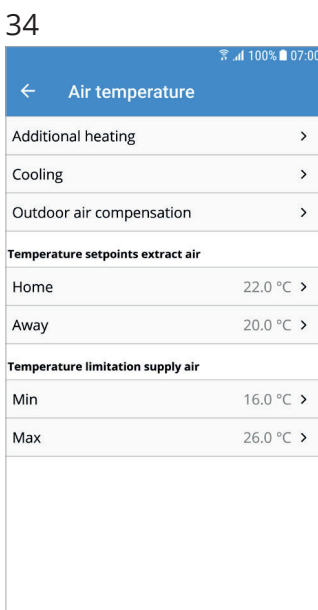 34
100% 07:00
Air temperature
Additional heating
Cooling
Outdoor air compensation
Temperature setpoints extract air
Home 22.0 °C
Away 20.0 °C
Temperature limitation supply air
Min 16.0 °C
Max 26.0 °C